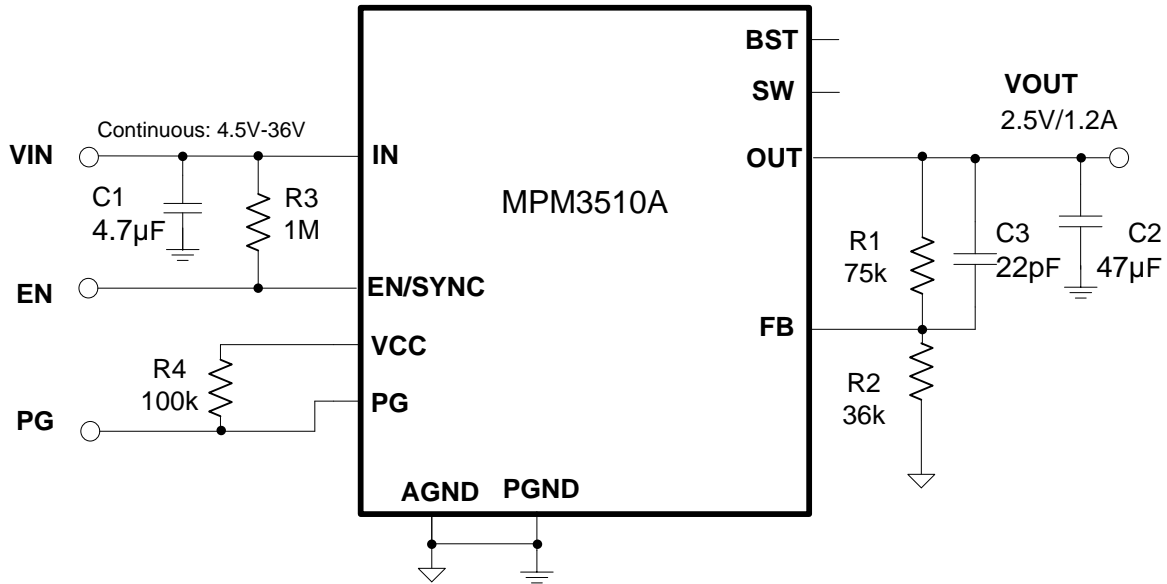 BST
SW
VOUT
2.5V/1.2A
Continuous: 4.5V-36V
VIN
IN
OUT
MPM3510A
C1
4.7µF
R3
1M
R1
75k
C3
22pF
C2
47µF
EN
EN/SYNC
FB
VCC
R4
100k
R2
36k
PG
PG
AGND
PGND